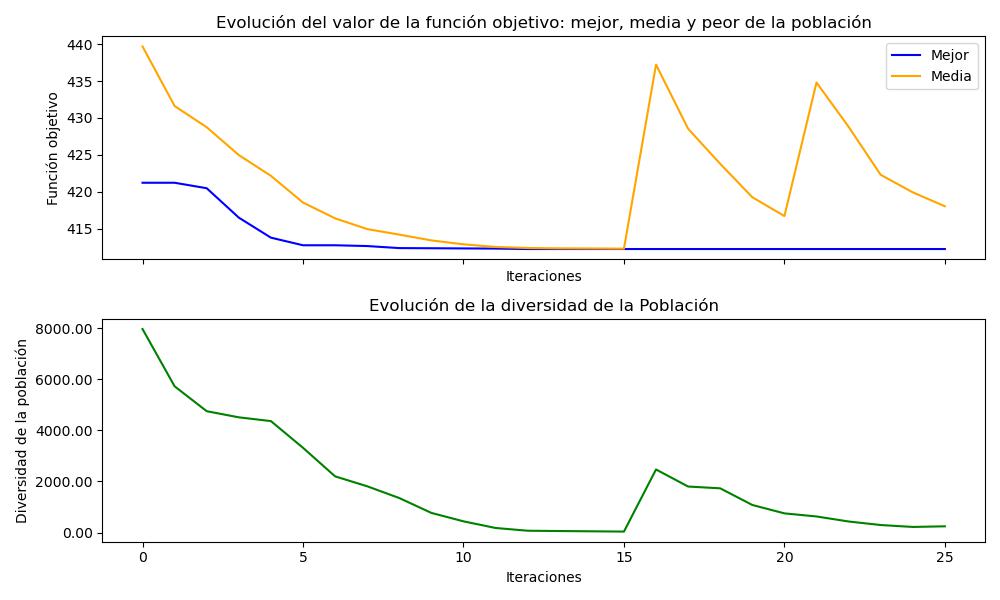 Evolución del valor de la función objetivo: mejor, media y peor de la población
440
435
430
425
420
415
Función objetivo
Mejor
Media
Iteraciones
Evolución de la diversidad de la Población
8000.00
6000.00
4000.00
2000.00
0.00
Diversidad de la población
0
5
10
15
20
25
Iteraciones